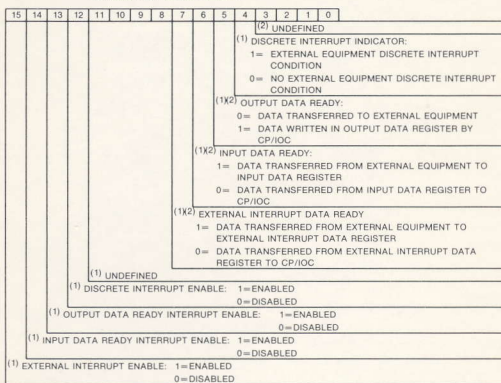 15 14 13 12 11 10 9 8 7 6 5 4 3 2 1 0
(2) UNDEFINED
(1) DISCRETE INTERRUPT INDICATOR:
1= EXTERNAL EQUIPMENT DISCRETE INTERRUPT
CONDITION
0= NO EXTERNAL EQUIPMENT DISCRETE INTERRUPT
CONDITION
(1)(2) OUTPUT DATA READY:
0= DATA TRANSFERRED TO EXTERNAL EQUIPMENT
1= DATA WRITTEN IN OUTPUT DATA REGISTER BY
CP/IOC
(1)(2) INPUT DATA READY:
1= DATA TRANSFERRED FROM EXTERNAL EQUIPMENT TO
INPUT DATA REGISTER
0= DATA TRANSFERRED FROM INPUT DATA REGISTER TO
CP/IOC
(1)(2) EXTERNAL INTERRUPT DATA READY
1= DATA TRANSFERRED FROM EXTERNAL EQUIPMENT TO
EXTERNAL INTERRUPT DATA REGISTER
0= DATA TRANSFERRED FROM EXTERNAL INTERRUPT DATA
REGISTER TO CP/IOC
(1) UNDEFINED
(1) DISCRETE INTERRUPT ENABLE: 1=ENABLED
0=DISABLED
(1) OUTPUT DATA READY INTERRUPT ENABLE: 1=ENABLED
0=DISABLED
(1) INPUT DATA READY INTERRUPT ENABLE: 1=ENABLED
0=DISABLED
(1) EXTERNAL INTERRUPT ENABLE: 1=ENABLED
0=DISABLED